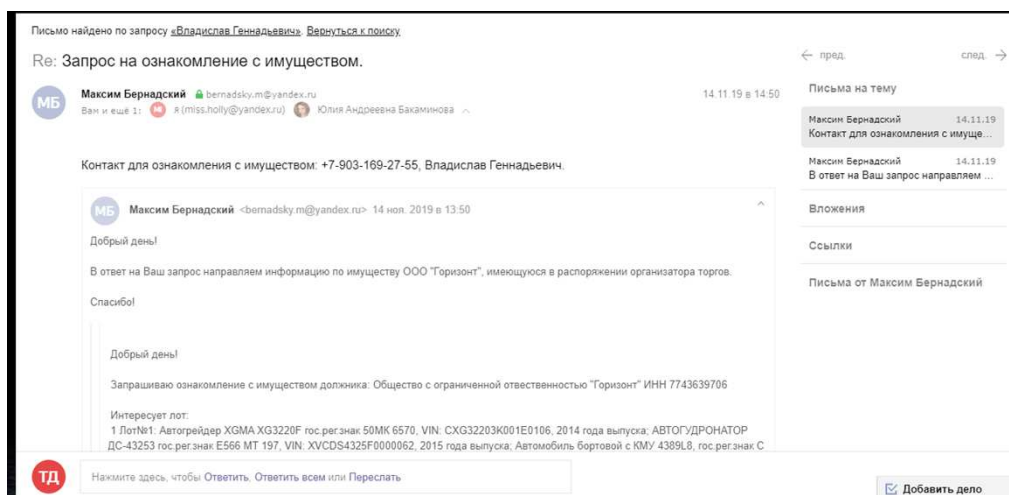 Письмо найдено по запросу «Владислав Геннадьевич». Вернуться к поиску
Re: Запрос на ознакомление с имуществом.
← пред. след. →
МБ
Максим Бернадский bernadsky.m@yandex.ru 14.11.19 в 14:50
Вам и ещё 1: я (miss.holly@yandex.ru) Юлия Андреевна Бакаминова
Письма на тему
Максим Бернадский 14.11.19
Контакт для ознакомления с имуще...
Максим Бернадский 14.11.19
В ответ на Ваш запрос направляем ...
Вложения
Ссылки
Письма от Максим Бернадский
Контакт для ознакомления с имуществом: +7-903-169-27-55, Владислав Геннадьевич.
МБ
Максим Бернадский <bernadsky.m@yandex.ru> 14 ноя. 2019 в 13:50
Добрый день!
В ответ на Ваш запрос направляем информацию по имуществу ООО "Горизонт", имеющуюся в распоряжении организатора торгов.
Спасибо!
Добрый день!
Запрашиваю ознакомление с имуществом должника: Общество с ограниченной отвественностью "Горизонт" ИНН 7743639706
Интересует лот:
1 Лот№1: Автогрейдер XGMA XG3220F гос.рег.знак 50МК 6570, VIN: CXG32203K001E0106, 2014 года выпуска; АВТОГУДРОНАТОР
ДС-43253 гос.рег.знак Е566 МТ 197, VIN: XVCDS4325F0000062, 2015 года выпуска; Автомобиль бортовой с КМУ 4389L8, гос.рег.знак С
ТД
Нажмите здесь, чтобы Ответить, Ответить всем или Переслать
Добавить дело